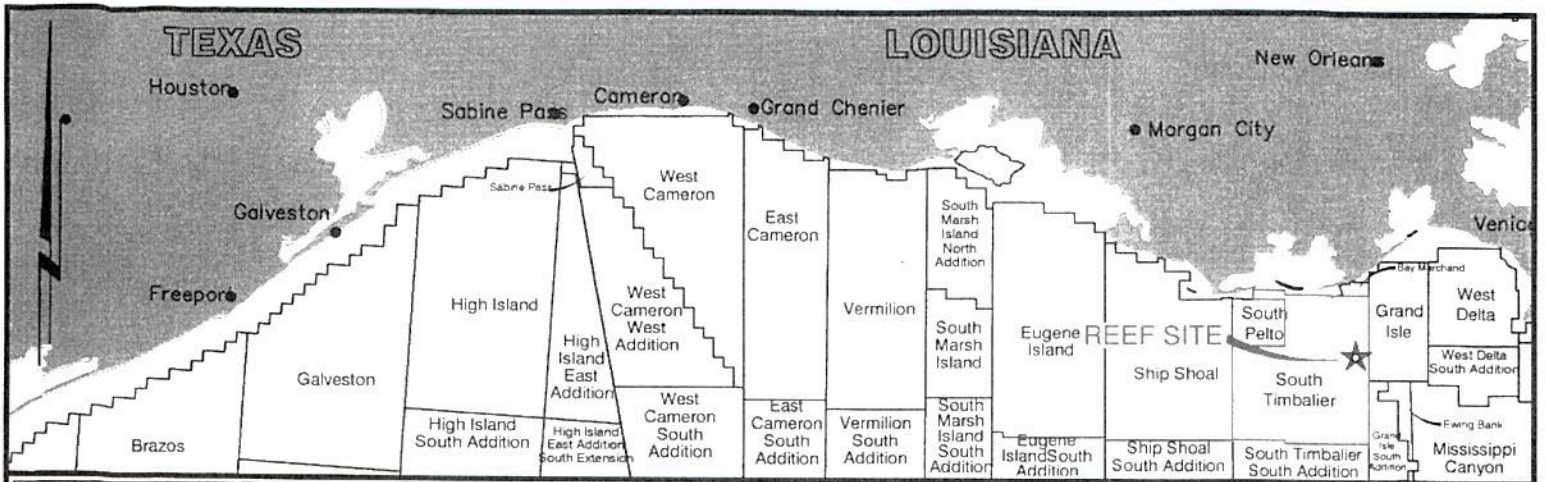 TEXAS
LOUISIANA
New Orleans
Houston
Sabine Pass
Cameron
Grand Chenier
Morgan City
Galveston
Freeport
Venice
Sabine Pass
West
Cameron
East
Cameron
South
Marsh
Island
North
Addition
Bay Marchand
High Island
West
Cameron
West
Addition
Vermilion
High
Island
East
Addition
South
Marsh
Island
Eugene
Island
REEF SITE
South
Pelto
Grand
Isle
West
Delta
West Delta
South Addition
Ship Shoal
South
Timbalier
Galveston
Brazos
High Island
South Addition
High Island
East Addition
South Extension
West
Cameron
South
Addition
East
Cameron
South
Addition
Vermilion
South
Addition
South
Marsh
Island
South
Addition
Eugene
IslandSouth
Addition
Ship Shoal
South Addition
South Timbalier
South Addition
Grand
Isle
South
Addition
Ewing Bank
Mississippi
Canyon